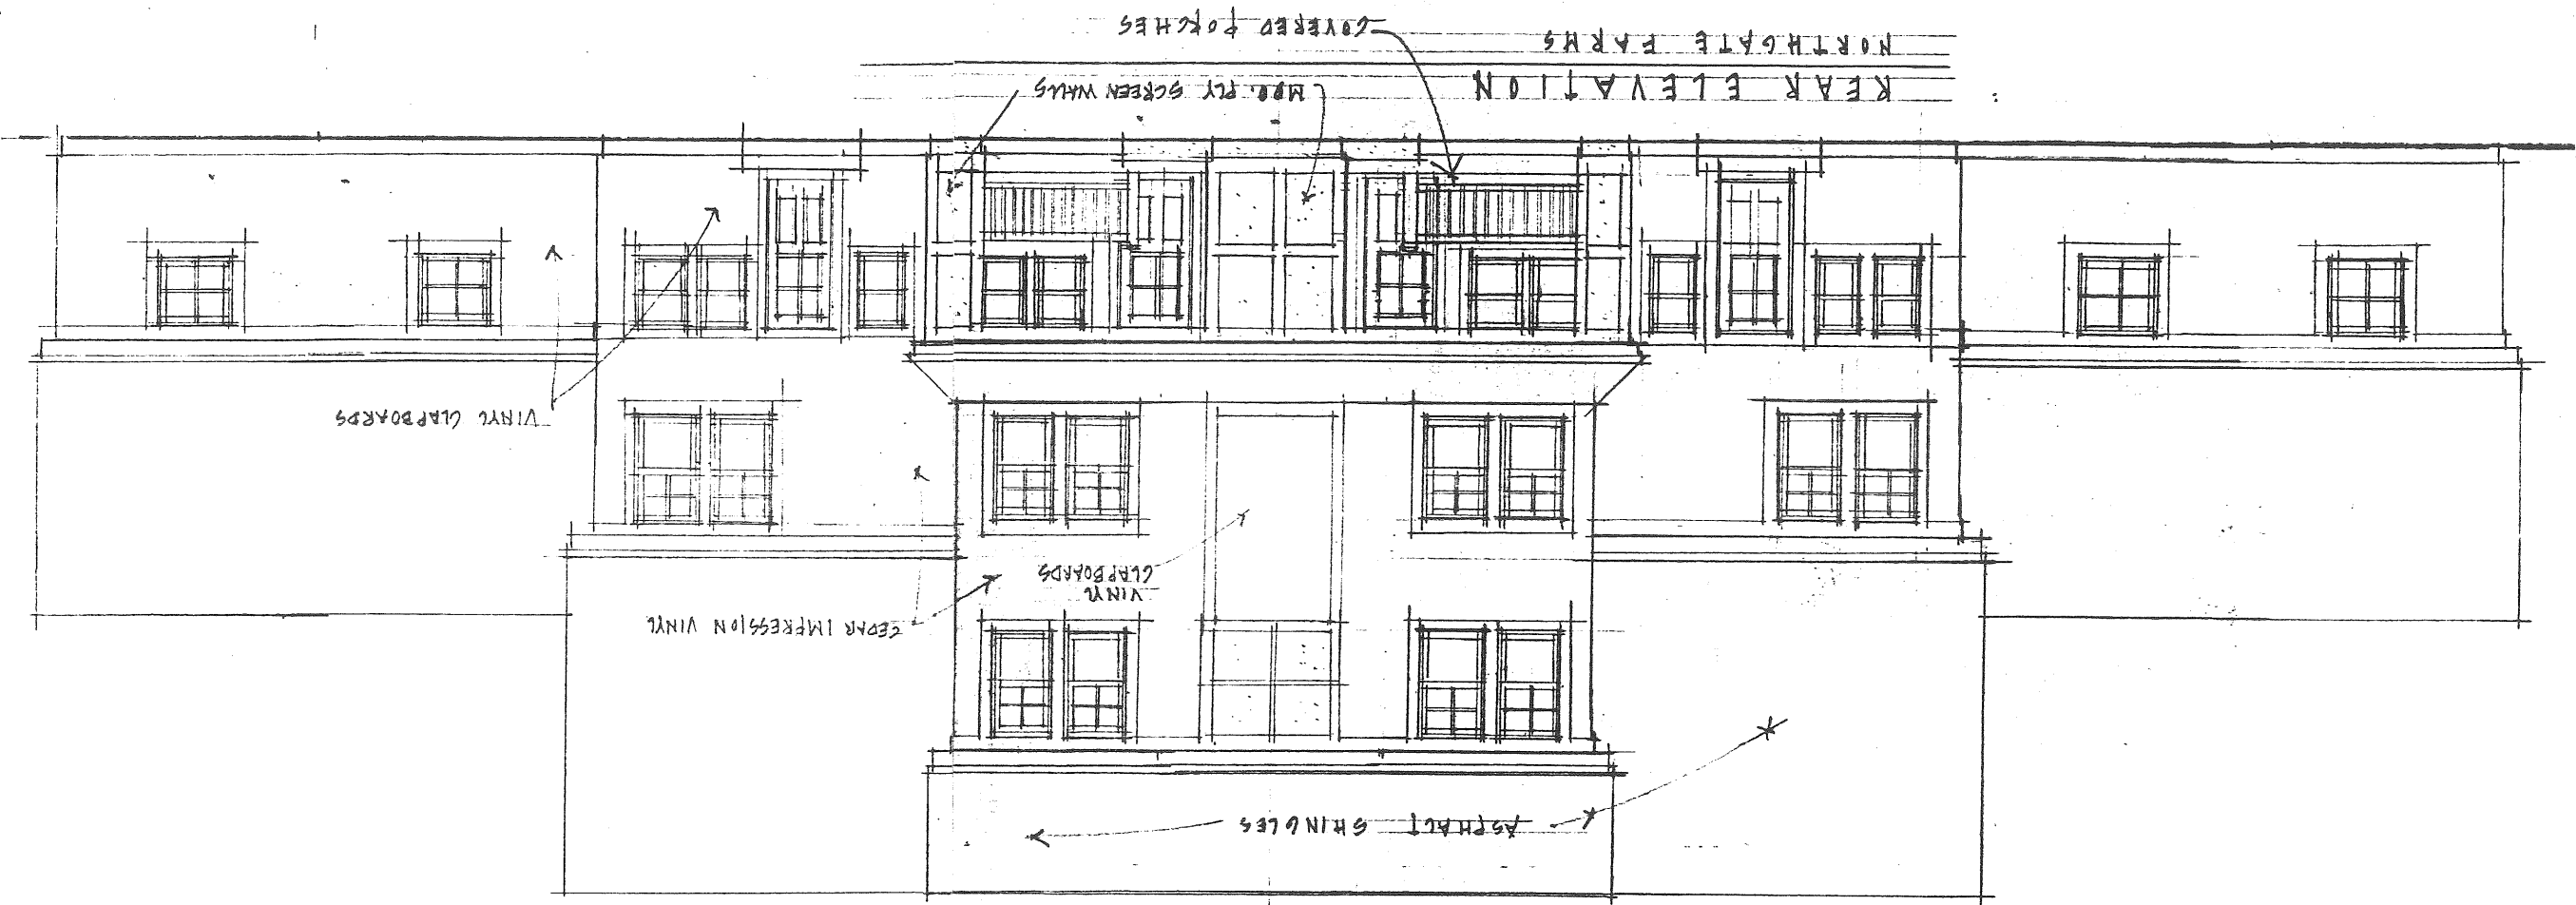 ASPHALT SHINGLES
CEDAR IMPRESSION VINYL
VINYL
CLAPBOARDS
VINYL CLAPBOARDS
MDO. PLY SCREEN WALLS
REAR ELEVATION
NORTHGATE FARMS
COVERED PORCHES